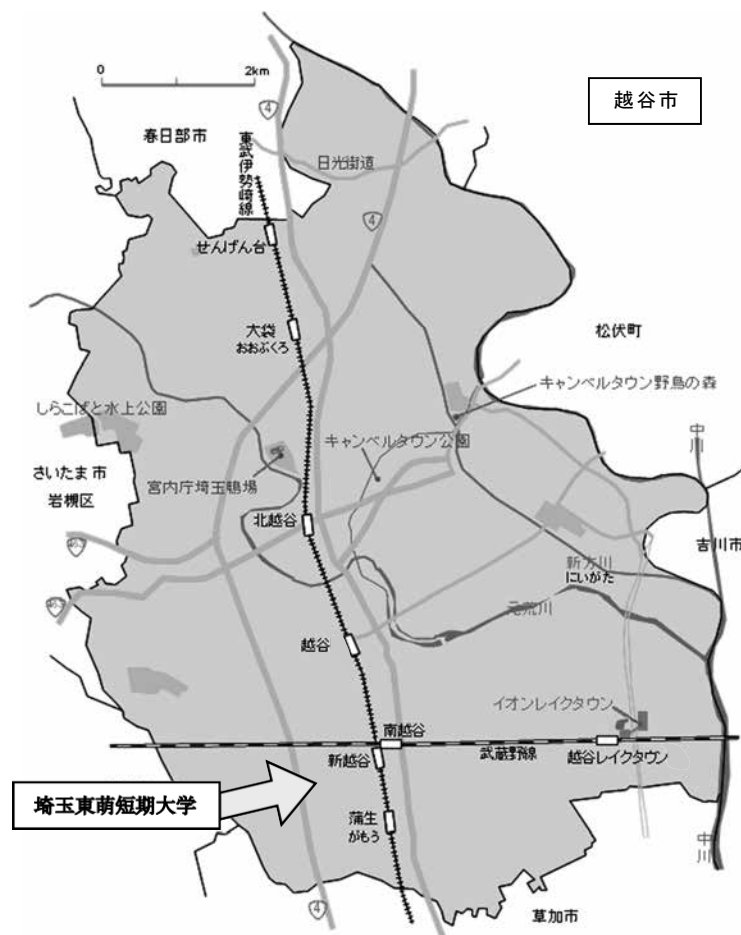 0
2km
越谷市
4
春日部市
東武伊勢崎線
日光街道
4
せんげん台
大袋
おおぶくろ
松伏町
キャンベルタウン野鳥の森
しらこばと水上公園
キャンベルタウン公園
中川
さいたま市
岩槻区
宮内庁埼玉鴨場
北越谷
吉川市
463
新方川
にいがた
元荒川
463
越谷
イオンレイクタウン
南越谷
新越谷
武蔵野線
越谷レイクタウン
埼玉東萌短期大学
蒲生
がもう
中川
4
草加市